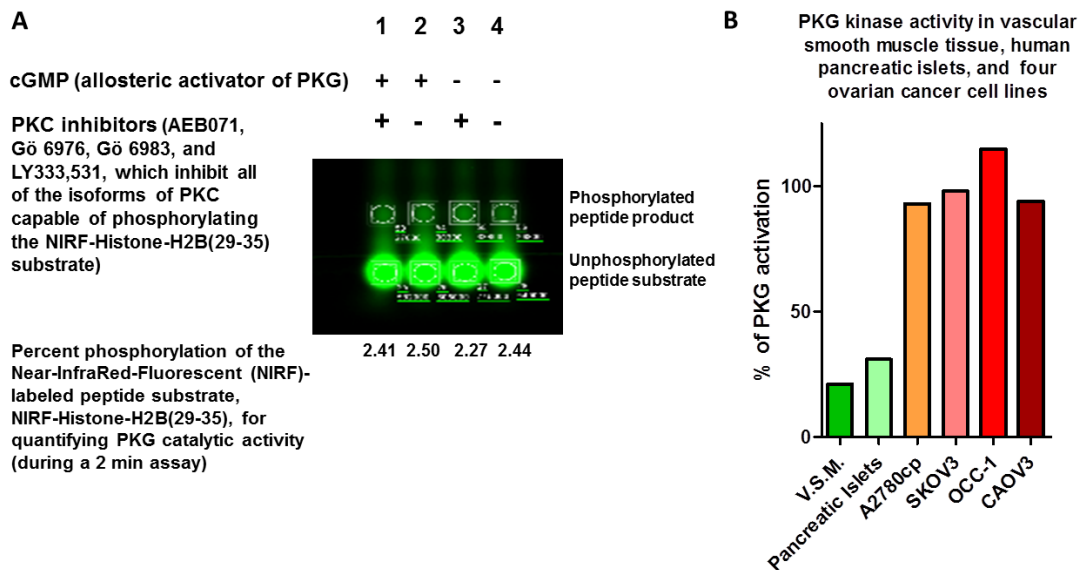 A
1 2 3 4
cGMP (allosteric activator of PKG) + + - -
PKC inhibitors (AEB071,
Gö 6976, Gö 6983, and
LY333,531, which inhibit all
of the isoforms of PKC
capable of phosphorylating
the NIRF-Histone-H2B(29-35)
substrate)
+ - + -
Phosphorylated
peptide product
Unphosphorylated
peptide substrate
2.41 2.50 2.27 2.44
Percent phosphorylation of the
Near-InfraRed-Fluorescent (NIRF)-
labeled peptide substrate,
NIRF-Histone-H2B(29-35), for
quantifying PKG catalytic activity
(during a 2 min assay)
B
PKG kinase activity in vascular
smooth muscle tissue, human
pancreatic islets, and four
ovarian cancer cell lines
% of PKG activation
100
50
0
V.S.M.
Pancreatic Islets
A2780cp
SKOV3
OCC-1
CAOV3